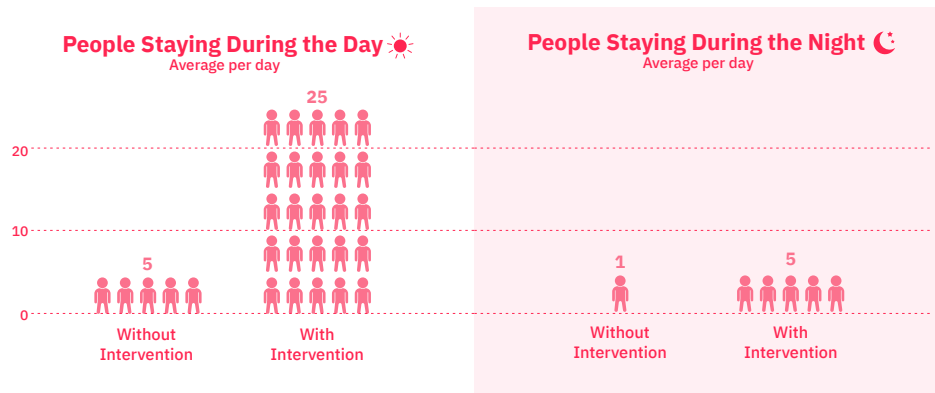 People Staying During the Day
Average per day
25
20
10
5
0
Without
Intervention
With
Intervention
People Staying During the Night
Average per day
1
5
Without
Intervention
With
Intervention